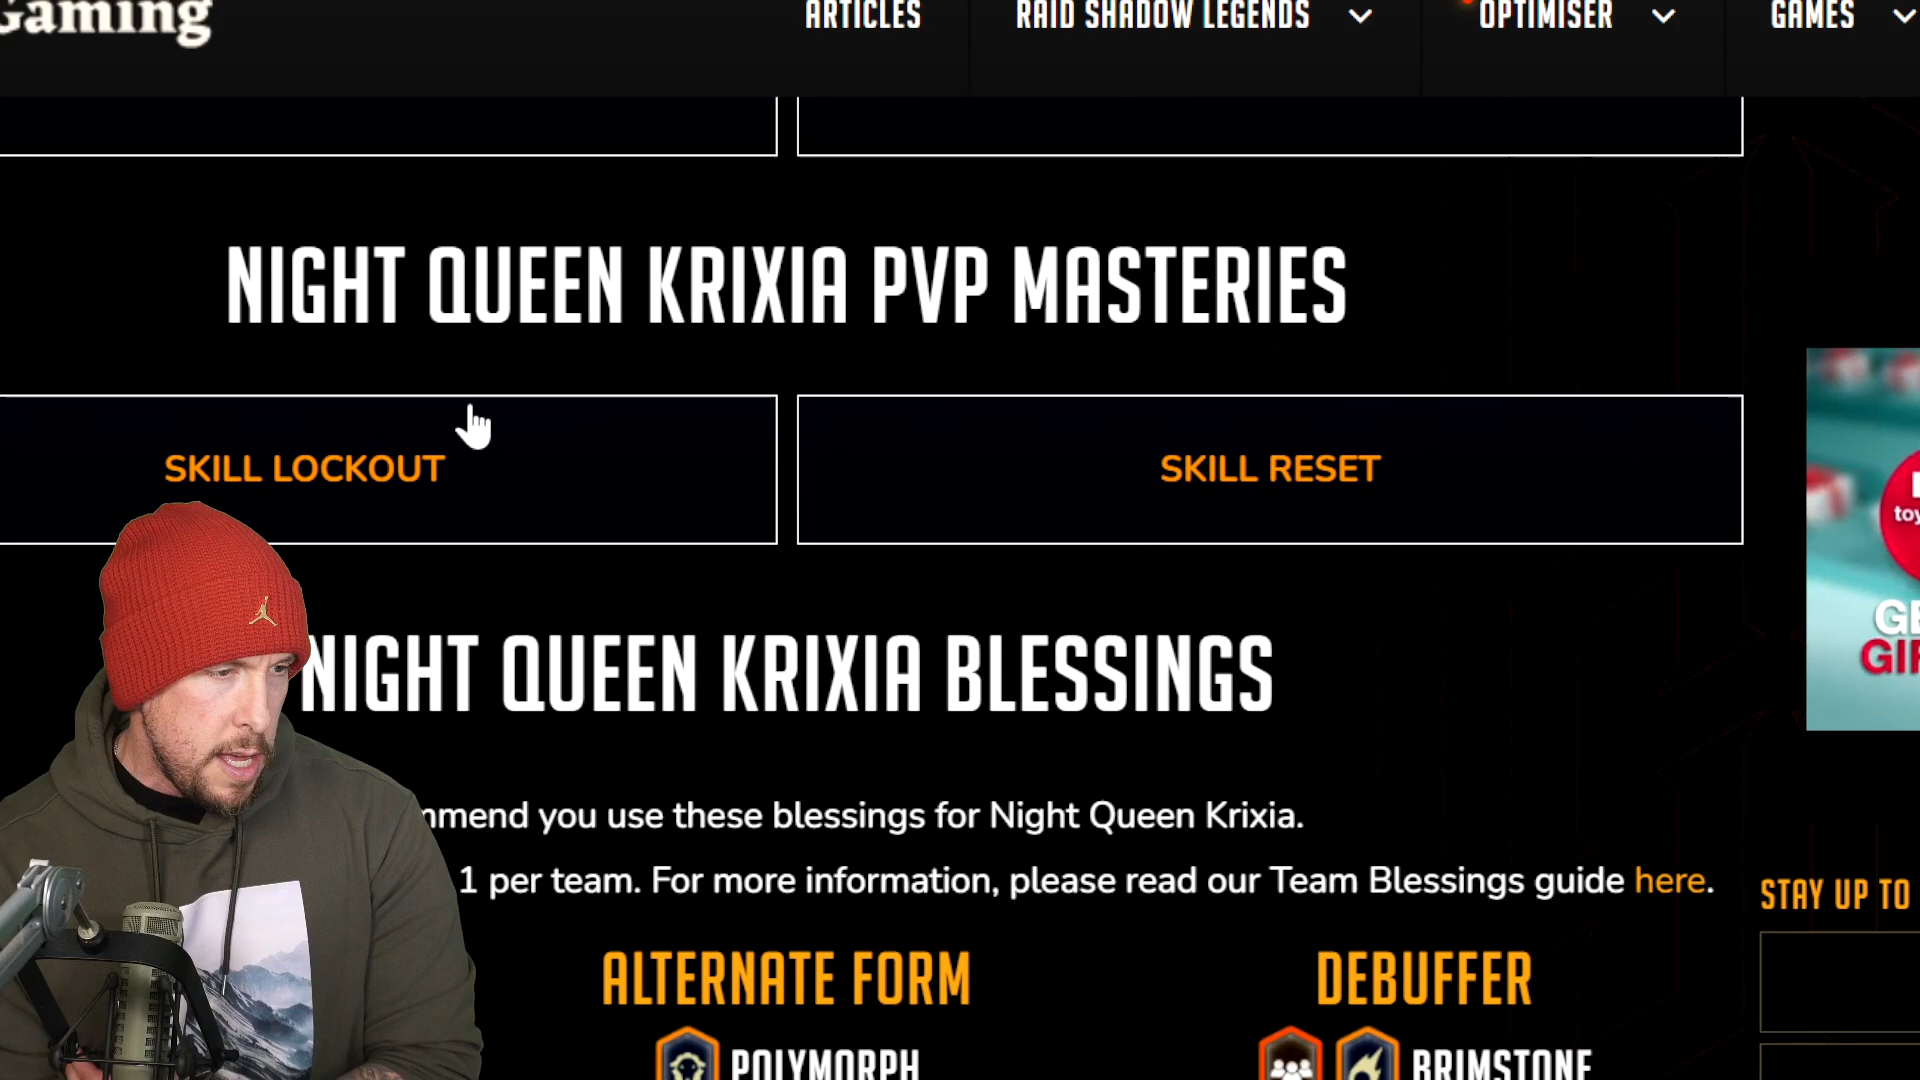 Gaming
ARTICLES
RAID SHADOW LEGENDS
OPTIMISER
GAMES
NIGHT QUEEN KRIXIA PVP MASTERIES
SKILL LOCKOUT
SKILL RESET
NIGHT QUEEN KRIXIA BLESSINGS
you use these blessings for Night Queen Krixia.
1 per team. For more information, please read our Team Blessings guide here.
STAY UP TO
ALTERNATE FORM
DEBUFFER
POLYMORPH
BRIMSTONE